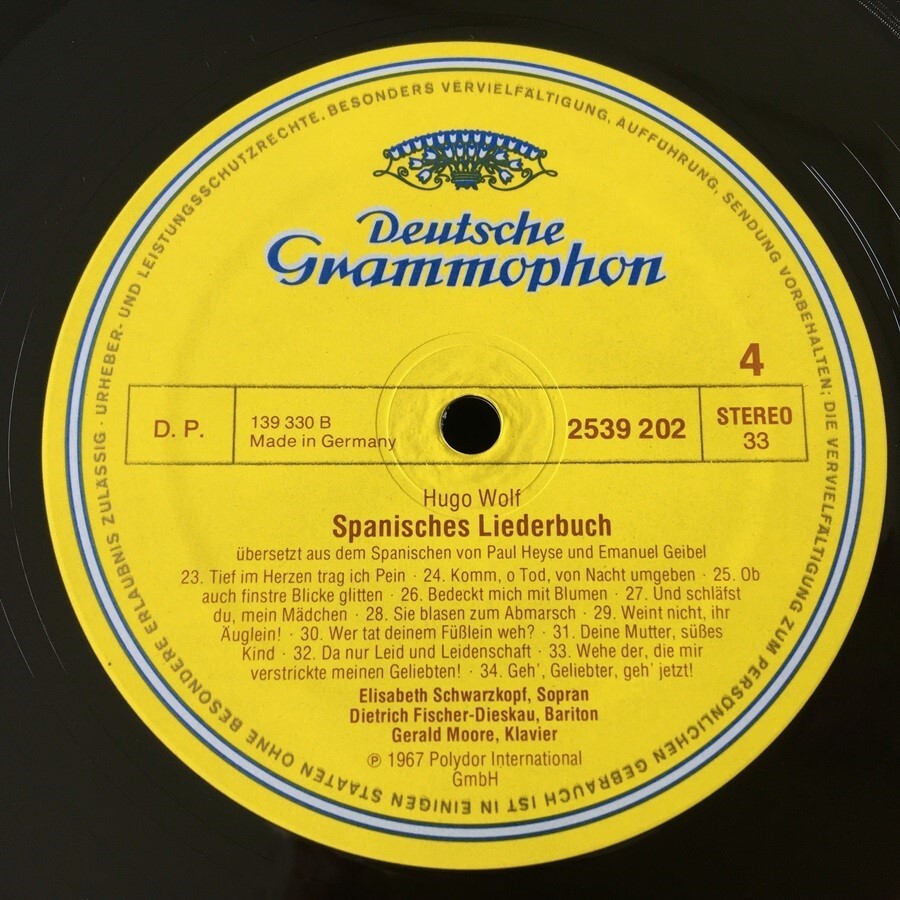 URHEBER- UND LEISTUNGSSCHUTZRECHTE, BESONDERS VERVIELFÄLTIGUNG, AUFFÜHRUNG, SENDUNG VORBEHALTEN; DIE VERVIELFÄLTIGUNG ZUM PERSÖNLICHEN GEBRAUCH IST IN EINIGEN STAATEN OHNE BESONDERE ERLAUBNIS ZULÄSSIG ·
Deutsche
Grammophon
4
D. P.
139 330 B
Made in Germany
2539 202
STEREO
33
Hugo Wolf
Spanisches Liederbuch
übersetzt aus dem Spanischen von Paul Heyse und Emanuel Geibel
23. Tief im Herzen trag ich Pein · 24. Komm, o Tod, von Nacht umgeben · 25. Ob
auch finstre Blicke glitten · 26. Bedeckt mich mit Blumen · 27. Und schläfst
du, mein Mädchen · 28. Sie blasen zum Abmarsch · 29. Weint nicht, ihr
Äuglein! · 30. Wer tat deinem Füßlein weh? · 31. Deine Mutter, süßes
Kind · 32. Da nur Leid und Leidenschaft · 33. Wehe der, die mir
verstrickte meinen Geliebten! · 34. Geh', Geliebter, geh' jetzt!
Elisabeth Schwarzkopf, Sopran
Dietrich Fischer-Dieskau, Bariton
Gerald Moore, Klavier
℗ 1967 Polydor International
GmbH